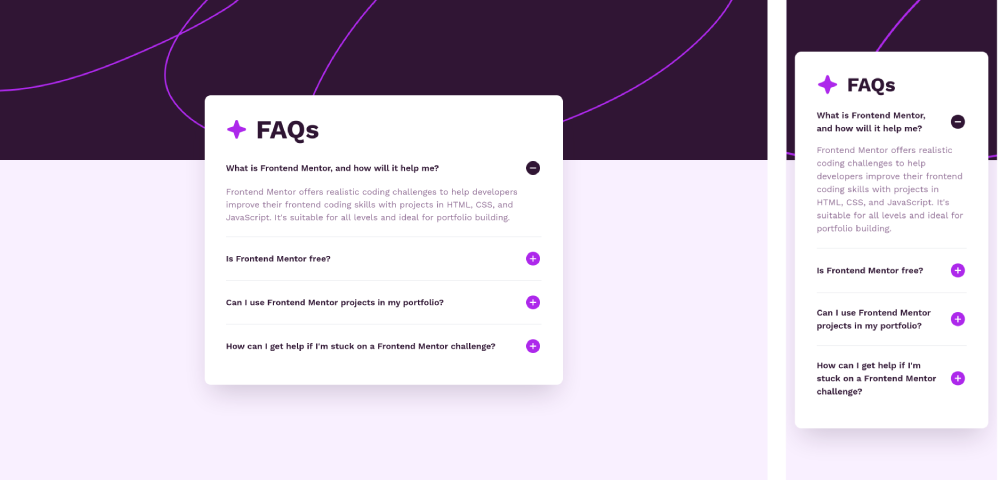 FAQs
What is Frontend Mentor, and how will it help me?
Frontend Mentor offers realistic coding challenges to help developers
improve their frontend coding skills with projects in HTML, CSS, and
JavaScript. It's suitable for all levels and ideal for portfolio building.
Is Frontend Mentor free?
Can I use Frontend Mentor projects in my portfolio?
How can I get help if I'm stuck on a Frontend Mentor challenge?
FAQs
What is Frontend Mentor,
and how will it help me?
Frontend Mentor offers realistic
coding challenges to help
developers improve their frontend
coding skills with projects in
HTML, CSS, and JavaScript. It's
suitable for all levels and ideal for
portfolio building.
Is Frontend Mentor free?
Can I use Frontend Mentor
projects in my portfolio?
How can I get help if I'm
stuck on a Frontend Mentor
challenge?